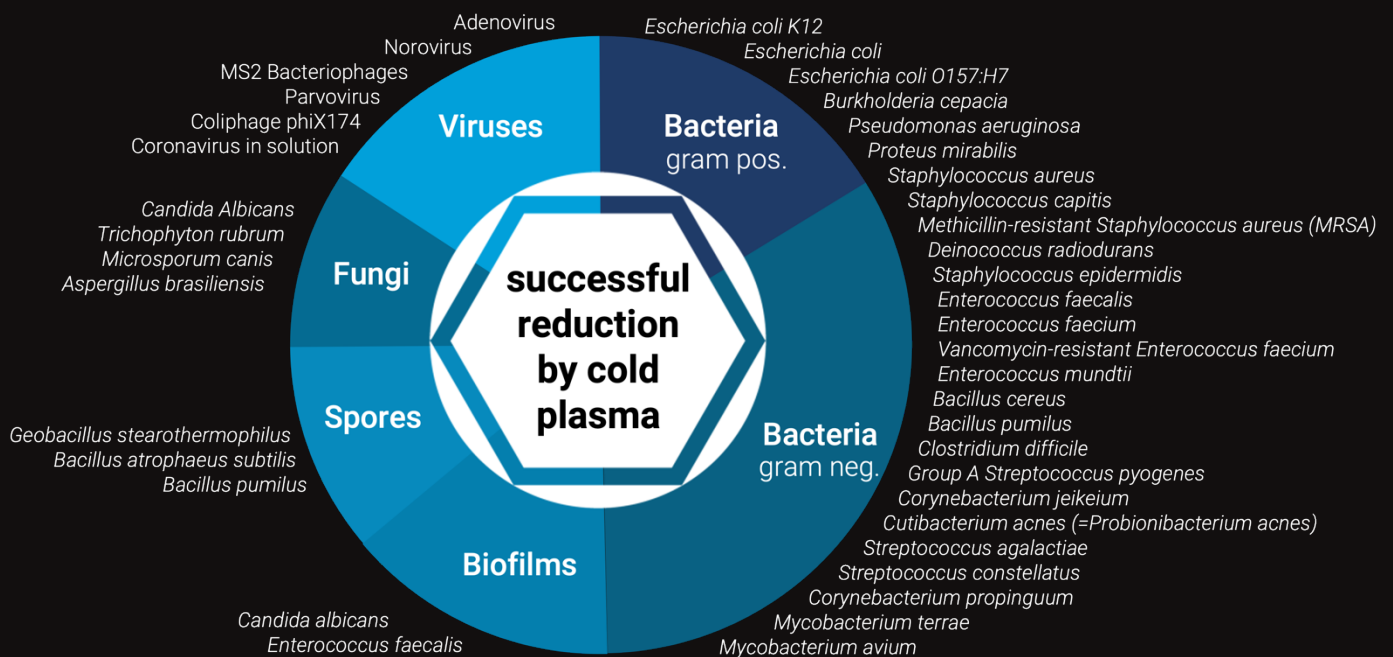 Adenovirus
Norovirus
MS2 Bacteriophages
Parvovirus
Coliphage phiX174
Coronavirus in solution
Viruses
Candida Albicans
Trichophyton rubrum
Microsporum canis
Aspergillus brasiliensis
Fungi
Geobacillus stearothermophilus
Bacillus atrophaeus subtilis
Bacillus pumilus
Spores
Candida albicans
Enterococcus faecalis
Biofilms
successful
reduction
by cold
plasma
Bacteria
gram pos.
Bacteria
gram neg.
Escherichia coli K12
Escherichia coli
Escherichia coli O157:H7
Burkholderia cepacia
Pseudomonas aeruginosa
Proteus mirabilis
Staphylococcus aureus
Staphylococcus capitis
Methicillin-resistant Staphylococcus aureus (MRSA)
Deinococcus radiodurans
Staphylococcus epidermidis
Enterococcus faecalis
Enterococcus faecium
Vancomycin-resistant Enterococcus faecium
Enterococcus mundtii
Bacillus cereus
Bacillus pumilus
Clostridium difficile
Group A Streptococcus pyogenes
Corynebacterium jeikeium
Cutibacterium acnes (=Probionibacterium acnes)
Streptococcus agalactiae
Streptococcus constellatus
Corynebacterium propinguum
Mycobacterium terrae
Mycobacterium avium